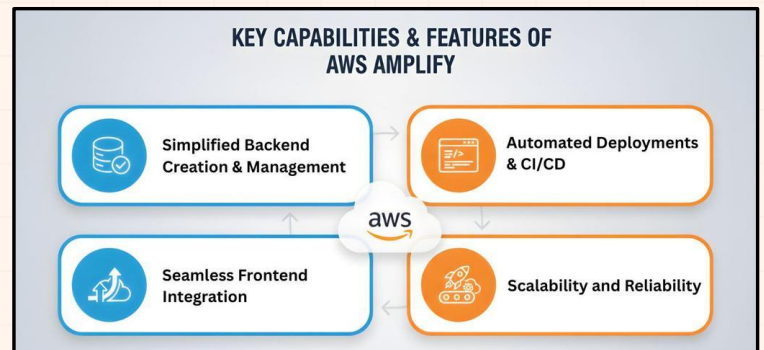 KEY CAPABILITIES & FEATURES OF
AWS AMPLIFY
Simplified Backend
Creation & Management
Automated Deployments
& CI/CD
aws
Seamless Frontend
Integration
Scalability and Reliability